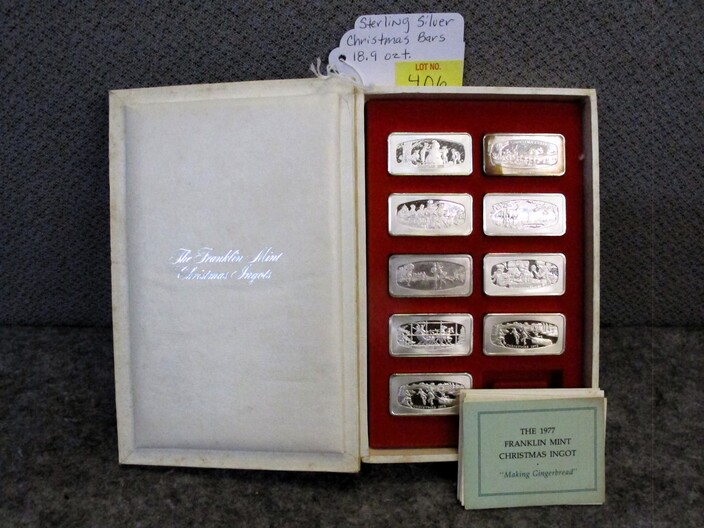 Sterling Silver
Christmas Bars
18.9 ozt.
LOT NO.
406
The Franklin Mint
Christmas Ingots
THE 1977
FRANKLIN MINT
CHRISTMAS INGOT
"Making Gingerbread"